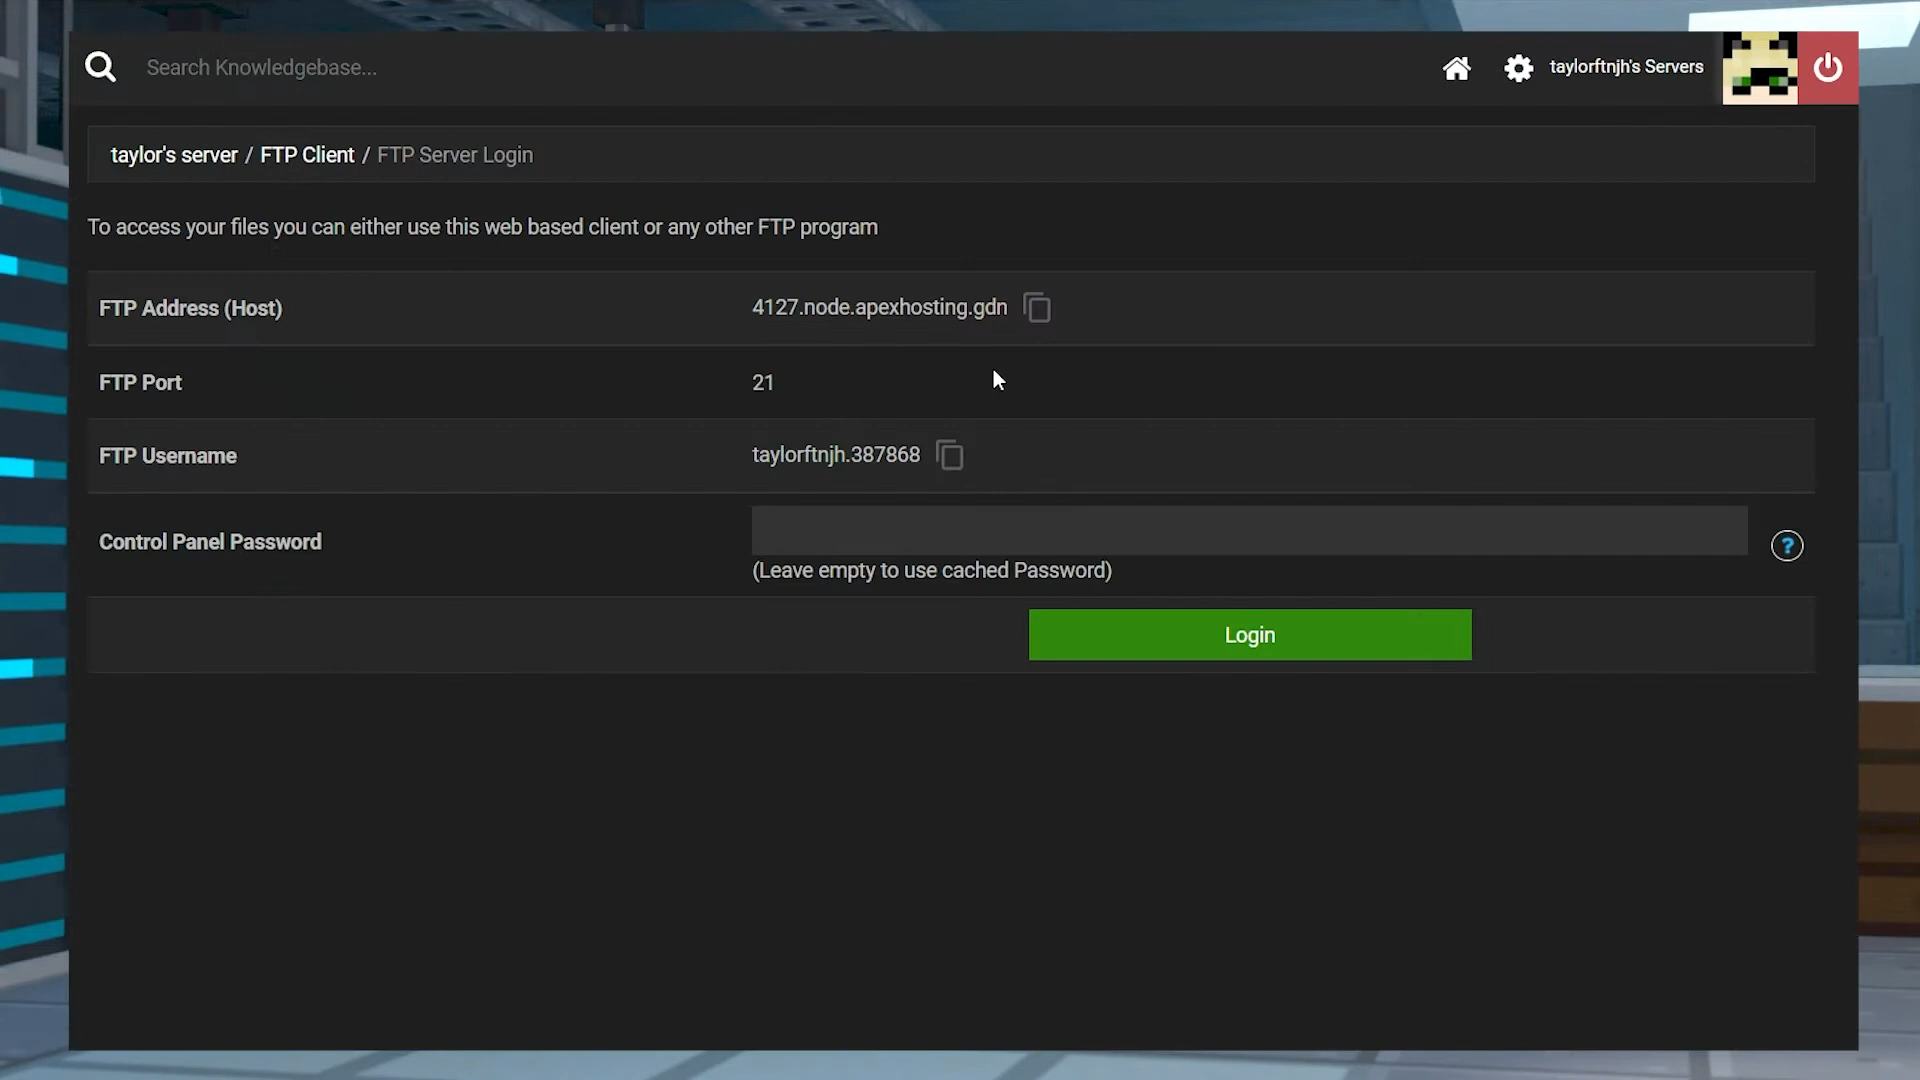 Search Knowledgebase...
taylorftnjh's Servers
taylor's server / FTP Client / FTP Server Login
To access your files you can either use this web based client or any other FTP program
FTP Address (Host) 4127.node.apexhosting.gdn
FTP Port 21
FTP Username taylorftnjh.387868
Control Panel Password
?
(Leave empty to use cached Password)
Login